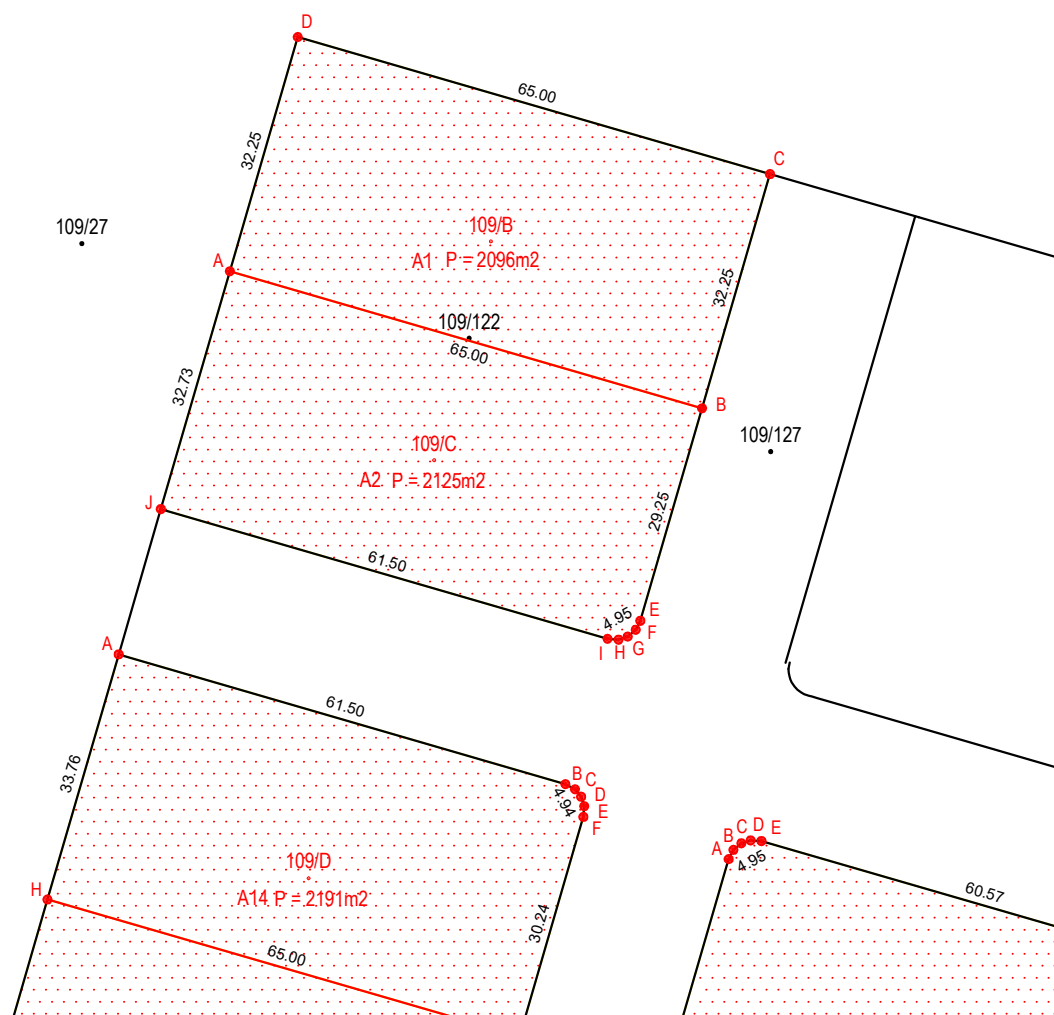 D
65.00
32.25
C
109/27
109/B
A1 P = 2096m2
A
32.25
109/122
65.00
B
32.73
109/127
109/C
A2 P = 2125m2
J
29.25
61.50
4.95
E
F
G
H
I
A
61.50
33.76
B
C
D
E
F
4.94
A
B
C
D
E
4.95
60.57
109/D
A14 P = 2191m2
H
30.24
65.00